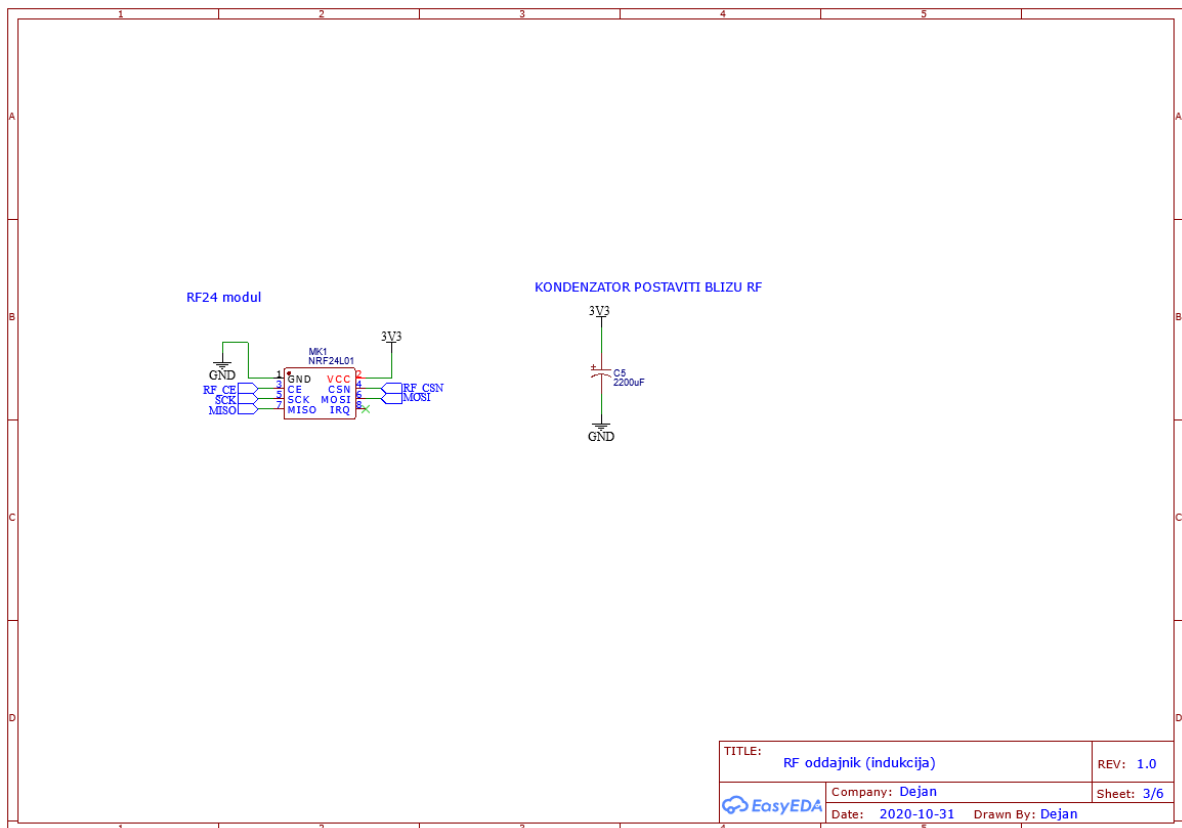 1 2 3 4 5
A A
KONDENZATOR POSTAVITI BLIZU RF
RF24 modul
3V3
B B
3V3
MK1
NRF24L01
GND
1 GND VCC 2
RF_CE 3 CE CSN 4 RF_CSN
SCK 5 SCK MOSI 6 MOSI
MISO 7 MISO IRQ 8
C5
2200uF
GND
C C
D D
TITLE:
RF oddajnik (indukcija)
REV: 1.0
EasyEDA
Company: Dejan
Sheet: 3/6
Date: 2020-10-31 Drawn By: Dejan
1 2 3 4 5